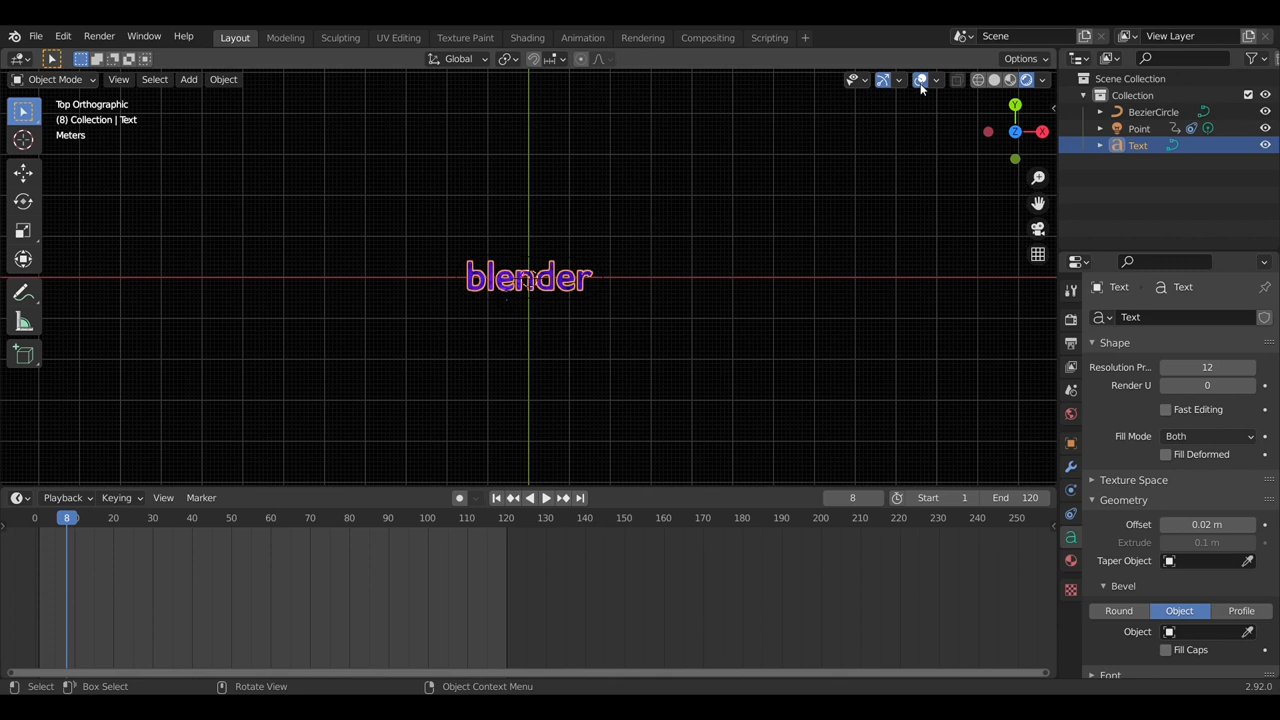 File Edit Render Window Help Layout Modeling Sculpting UV Editing Texture Paint Shading Animation Rendering Compositing Scripting + Scene View Layer
Global Options
Object Mode View Select Add Object
Top Orthographic
(8) Collection | Text
Meters
Y
Z X
blender
Scene Collection
Collection
BezierCircle
Point
Text
Text Text
Text
Shape
Resolution Pr... 12
Render U 0
Fast Editing
Fill Mode Both
Fill Deformed
Texture Space
Geometry
Offset 0.02 m
Extrude 0.1 m
Taper Object
Bevel
Round Object Profile
Object
Fill Caps
Font
Playback Keying View Marker 8 Start 1 End 120
0 8 20 30 40 50 60 70 80 90 100 110 120 130 140 150 160 170 180 190 200 210 220 230 240 250
Select Box Select Rotate View Object Context Menu 2.92.0